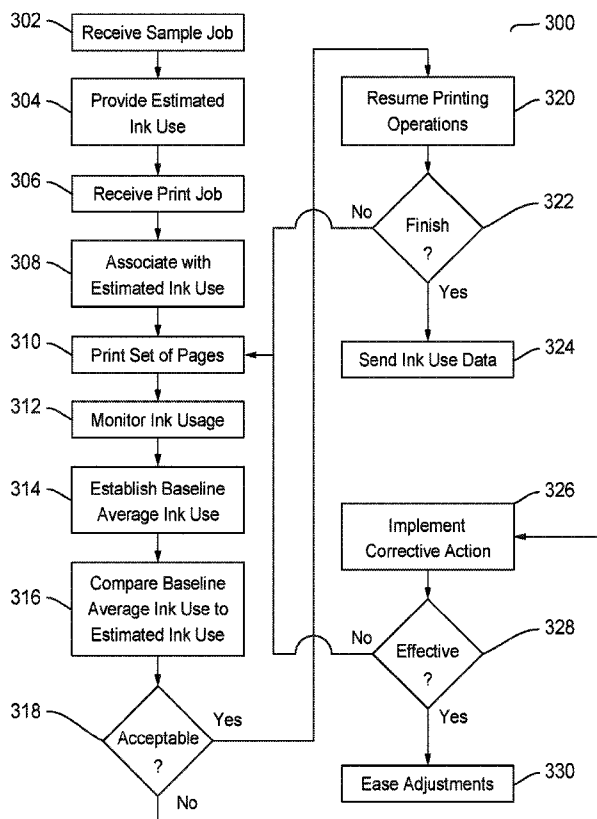 300
302
Receive Sample Job
304
Provide Estimated
Ink Use
306
Receive Print Job
308
Associate with
Estimated Ink Use
310
Print Set of Pages
312
Monitor Ink Usage
314
Establish Baseline
Average Ink Use
316
Compare Baseline
Average Ink Use to
Estimated Ink Use
318
Acceptable
?
Yes
No
320
Resume Printing
Operations
322
Finish
?
No
Yes
324
Send Ink Use Data
326
Implement
Corrective Action
328
Effective
?
No
Yes
330
Ease Adjustments